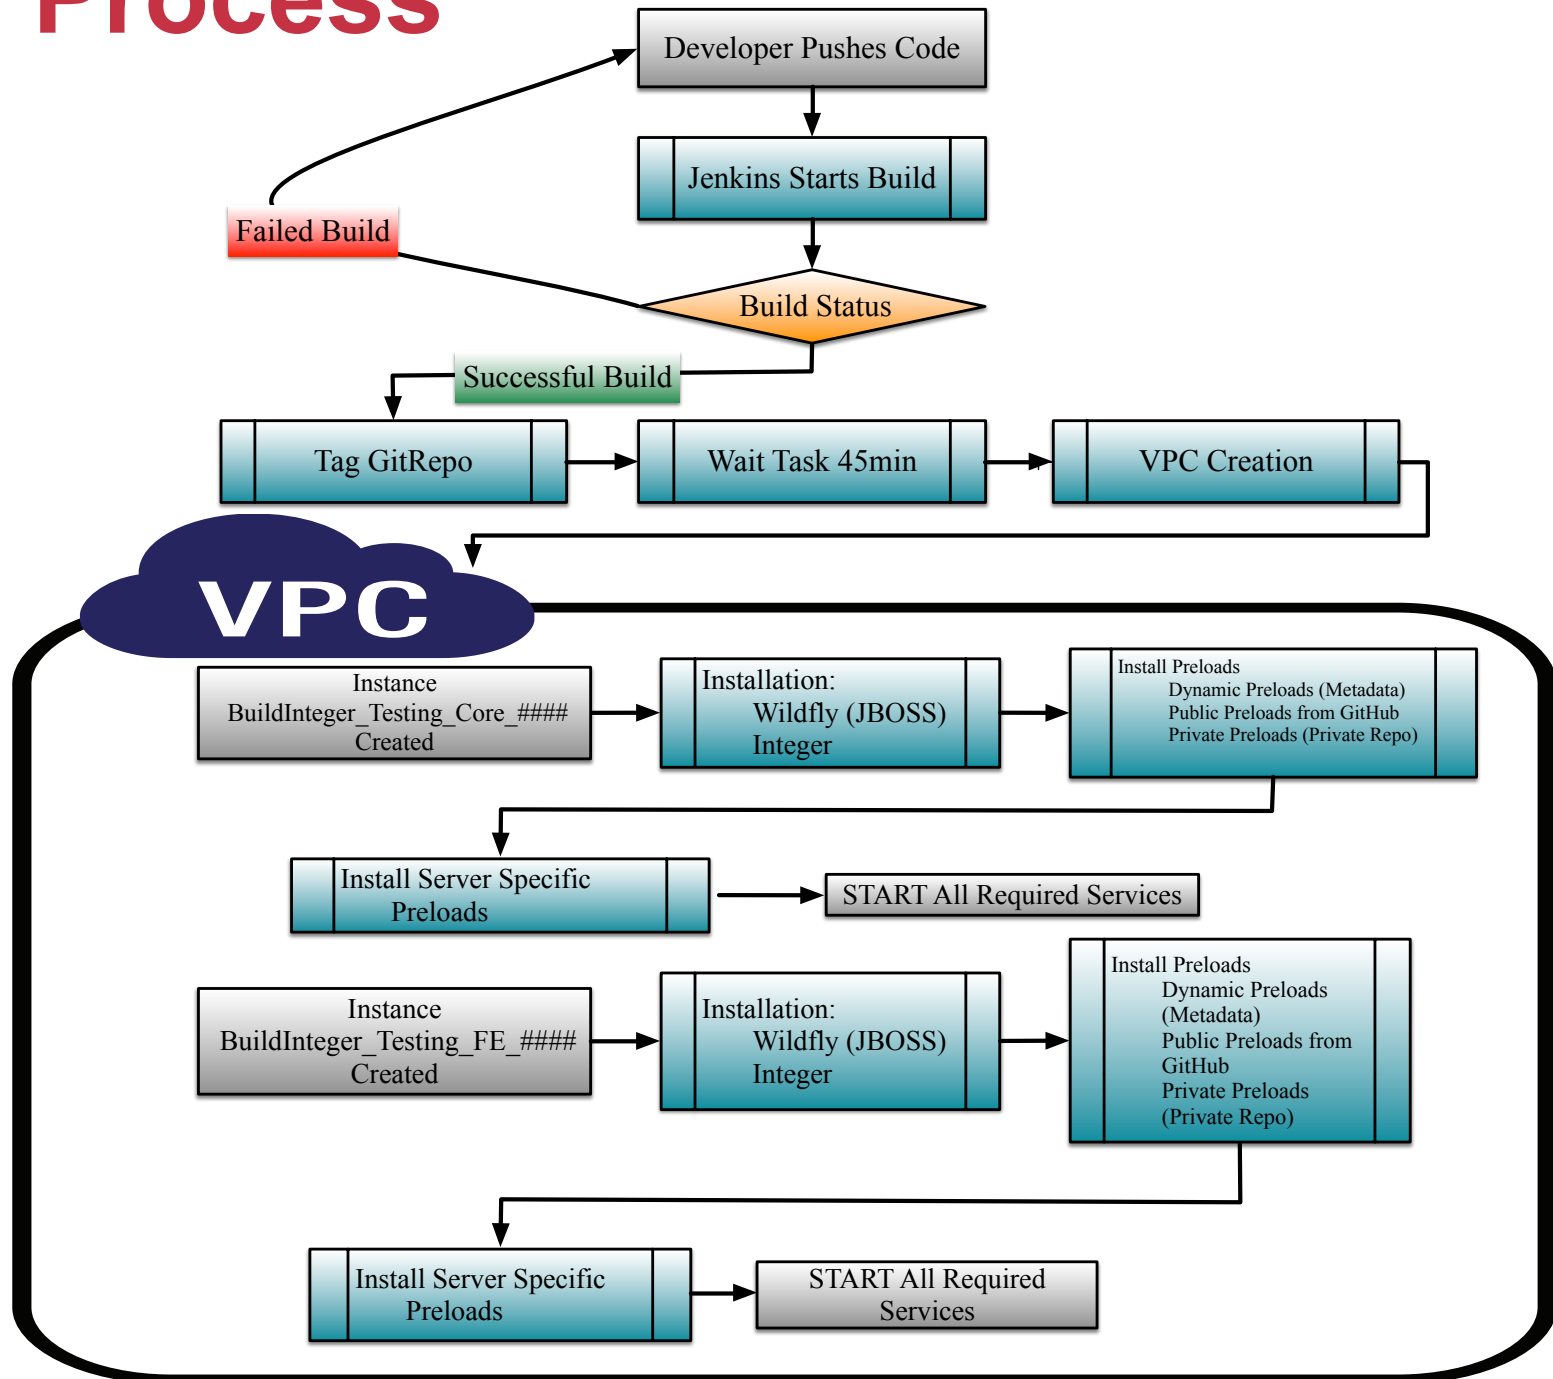 Process
Developer Pushes Code
Jenkins Starts Build
Failed Build
Build Status
Successful Build
Tag GitRepo
Wait Task 45min
VPC Creation
VPC
Instance
BuildInteger_Testing_Core_####
Created
Installation:
Wildfly (JBOSS)
Integer
Install Preloads
Dynamic Preloads (Metadata)
Public Preloads from GitHub
Private Preloads (Private Repo)
Install Server Specific
Preloads
START All Required Services
Instance
BuildInteger_Testing_FE_####
Created
Installation:
Wildfly (JBOSS)
Integer
Install Preloads
Dynamic Preloads
(Metadata)
Public Preloads from
GitHub
Private Preloads
(Private Repo)
Install Server Specific
Preloads
START All Required
Services